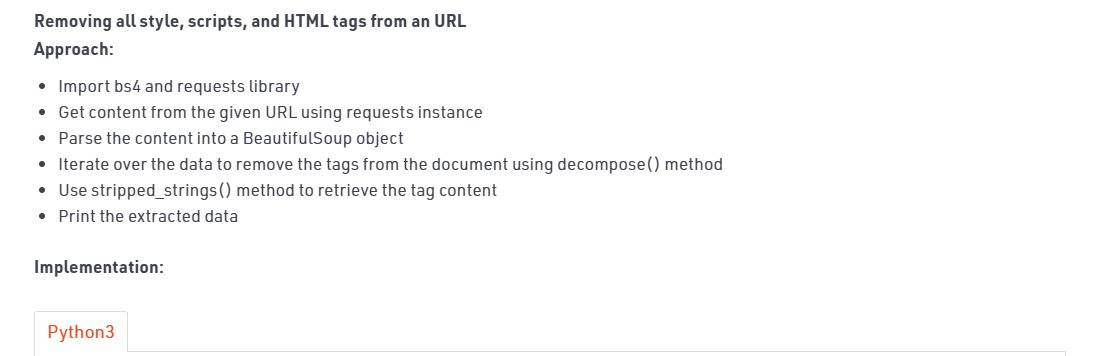 Removing all style, scripts, and HTML tags from an URL
Approach:
Import bs4 and requests library
Get content from the given URL using requests instance
Parse the content into a BeautifulSoup object
Iterate over the data to remove the tags from the document using decompose() method
Use stripped_strings() method to retrieve the tag content
Print the extracted data
Implementation:
Python3